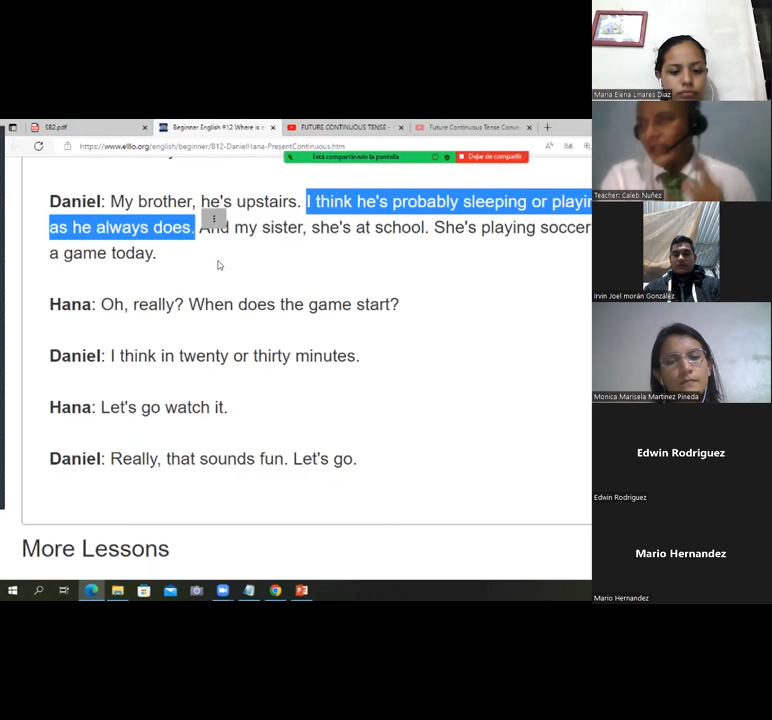 SB2.pdf
Beginner English #12 Where is e
FUTURE CONTINUOUS TENSE -
Future Continuous Tense Conve
https://www.elllo.org/english/beginner/B12-DanielHana-PresentContinuous.htm
Está compartiendo la pantalla
Dejar de compartir
Daniel: My brother, he's upstairs. I think he's probably sleeping or playin
as he always does. And my sister, she's at school. She's playing soccer
a game today.
Hana: Oh, really? When does the game start?
Daniel: I think in twenty or thirty minutes.
Hana: Let's go watch it.
Daniel: Really, that sounds fun. Let's go.
More Lessons
Maria Elena Linares Diaz
Teacher: Caleb Nuñez
Irvin Joel morán González
Monica Marisela Martinez Pineda
Edwin Rodriguez
Edwin Rodriguez
Mario Hernandez
Mario Hernandez